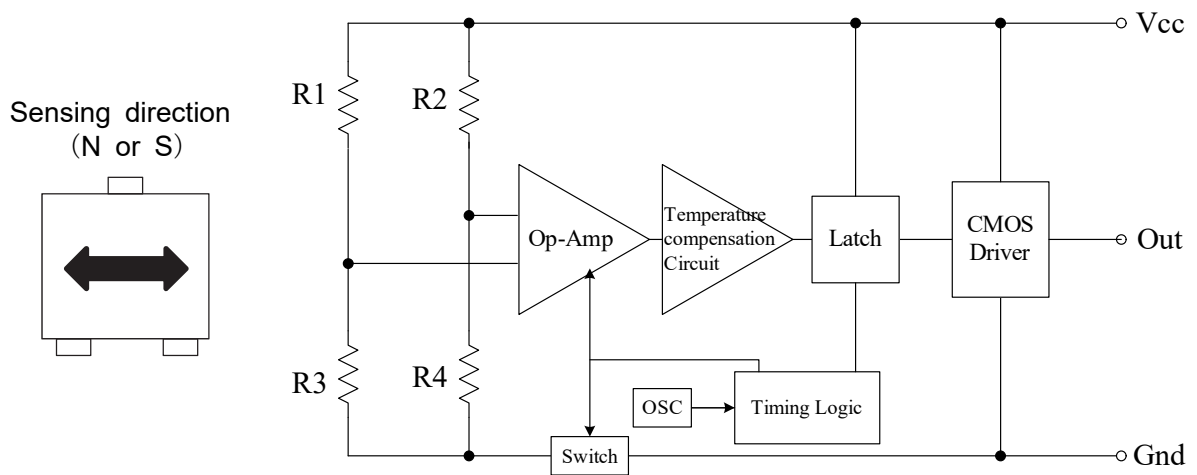 Sensing direction
(N or S)
R1
R2
R3
R4
Op-Amp
Temperature
compensation
Circuit
Latch
CMOS
Driver
OSC
Timing Logic
Switch
Vcc
Out
Gnd